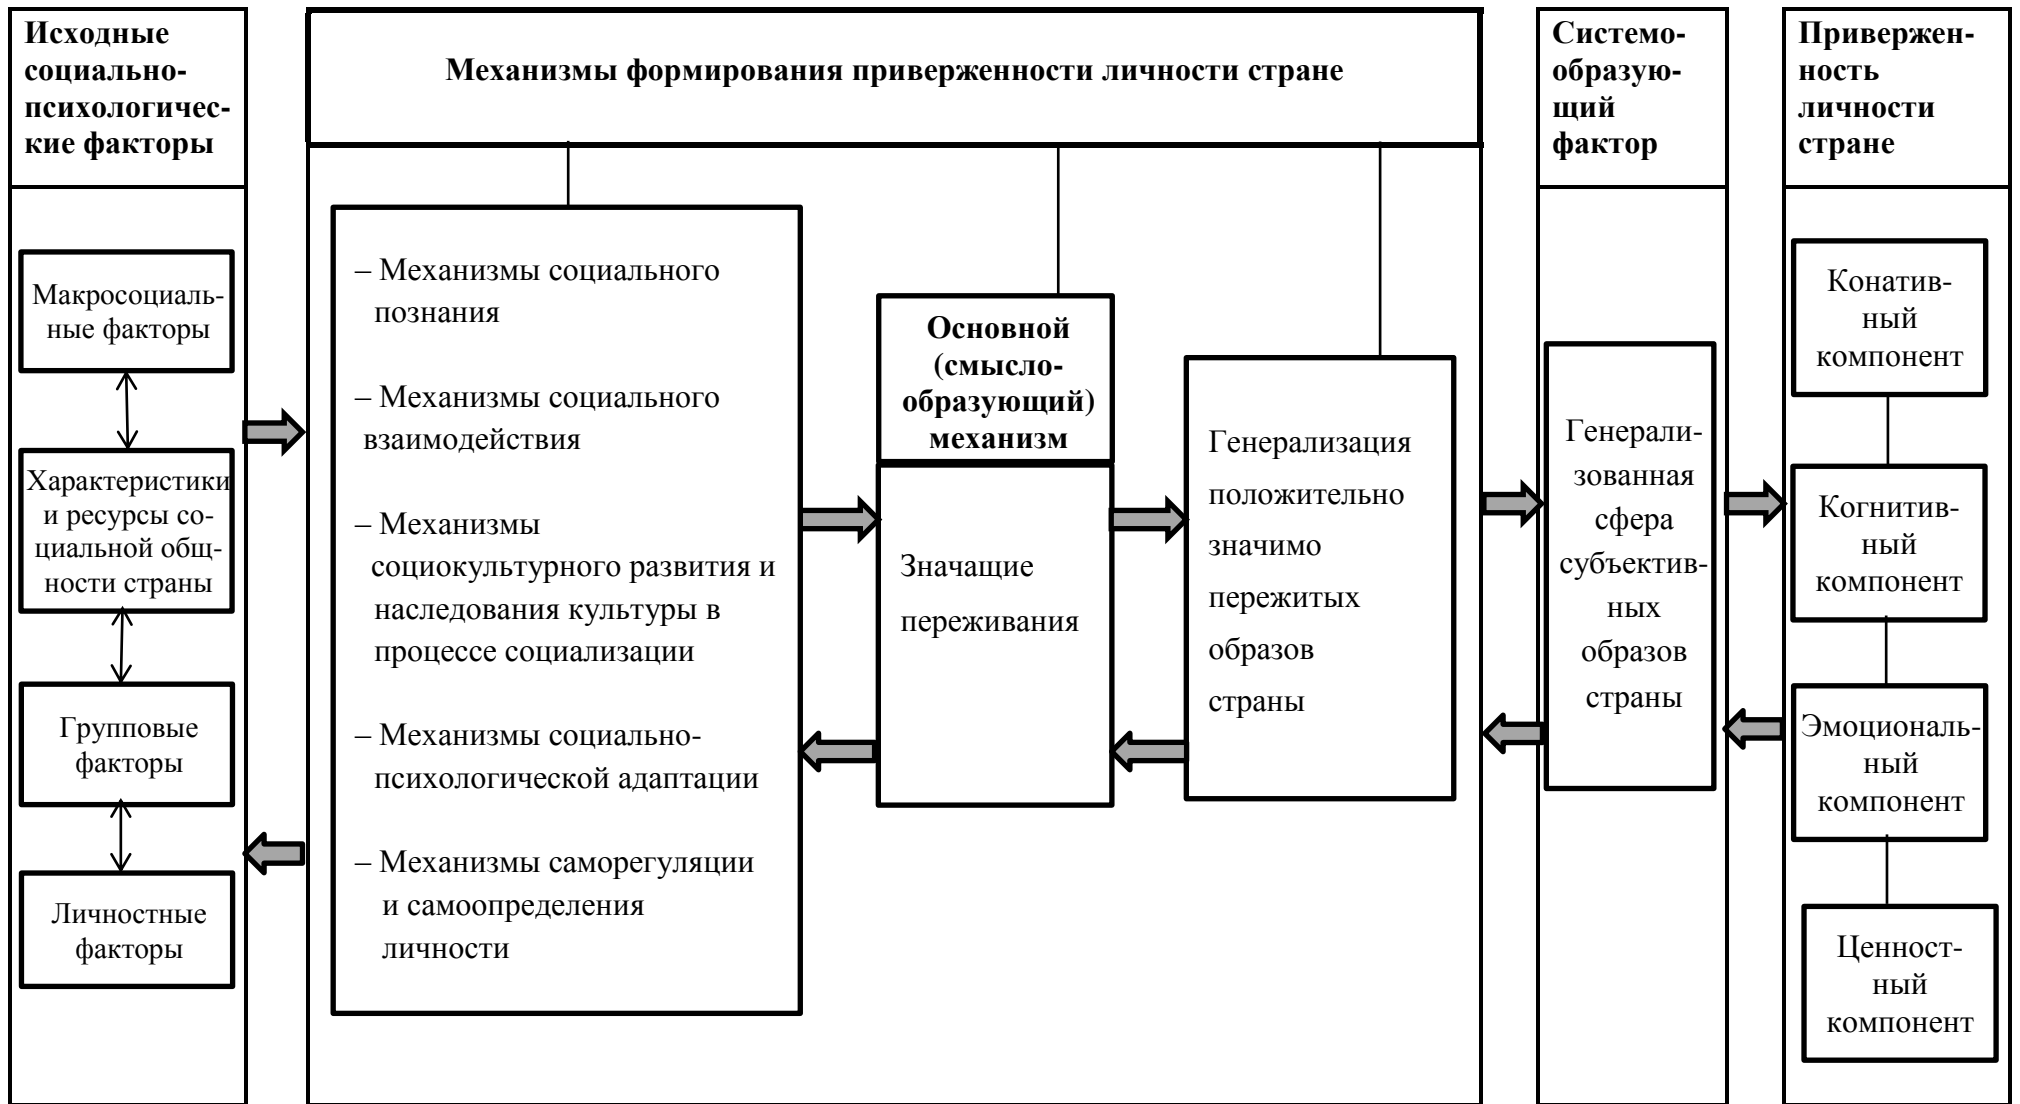 Исходные
социально-
психологичес-
кие факторы
Макросоциаль-
ные факторы
Характеристики
и ресурсы со-
циальной общ-
ности страны
Групповые
факторы
Личностные
факторы
Механизмы формирования приверженности личности стране
– Механизмы социального
познания
– Механизмы социального
взаимодействия
– Механизмы
социокультурного развития и
наследования культуры в
процессе социализации
– Механизмы социально-
психологической адаптации
– Механизмы саморегуляции
и самоопределения
личности
Основной
(смысло-
образующий)
механизм
Значащие
переживания
Генерализация
положительно
значимо
пережитых
образов
страны
Системо-
образую-
щий
фактор
Генерали-
зованная
сфера
субъектив-
ных
образов
страны
Привержен-
ность
личности
стране
Конатив-
ный
компонент
Когнитив-
ный
компонент
Эмоциональ-
ный
компонент
Ценност-
ный
компонент